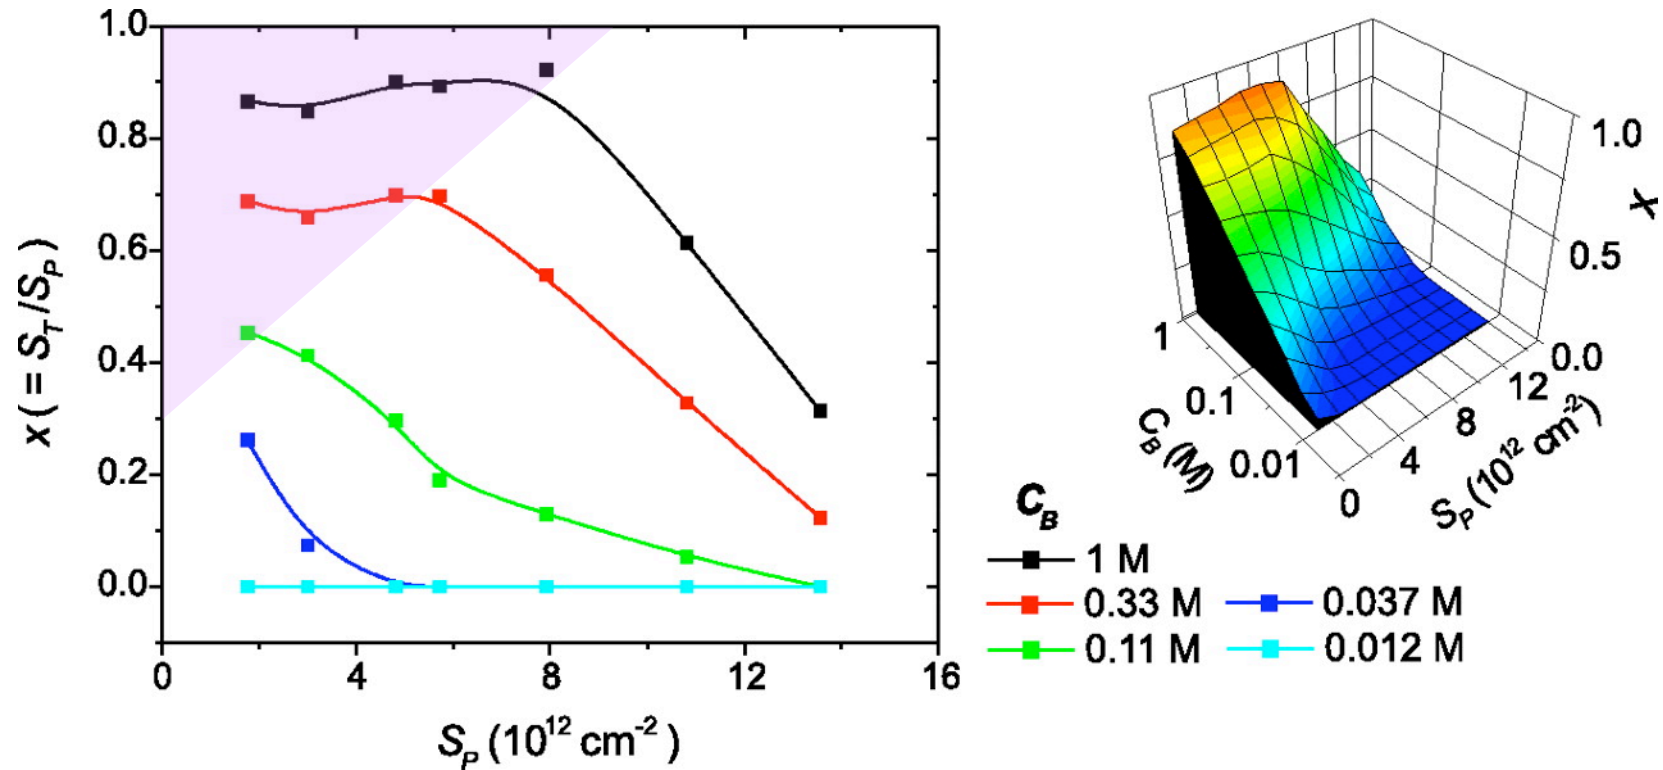 1.0
0.8
0.6
0.4
0.2
0.0
x ( = S_T /S_P )
0 4 8 12 16
S_P (10^12 cm^-2 )
1.0
0.5
0.0
X
1
0.1
0.01
C_B (M)
0 4 8 12
S_P (10^12 cm^-2)
C_B
1 M
0.33 M 0.037 M
0.11 M 0.012 M